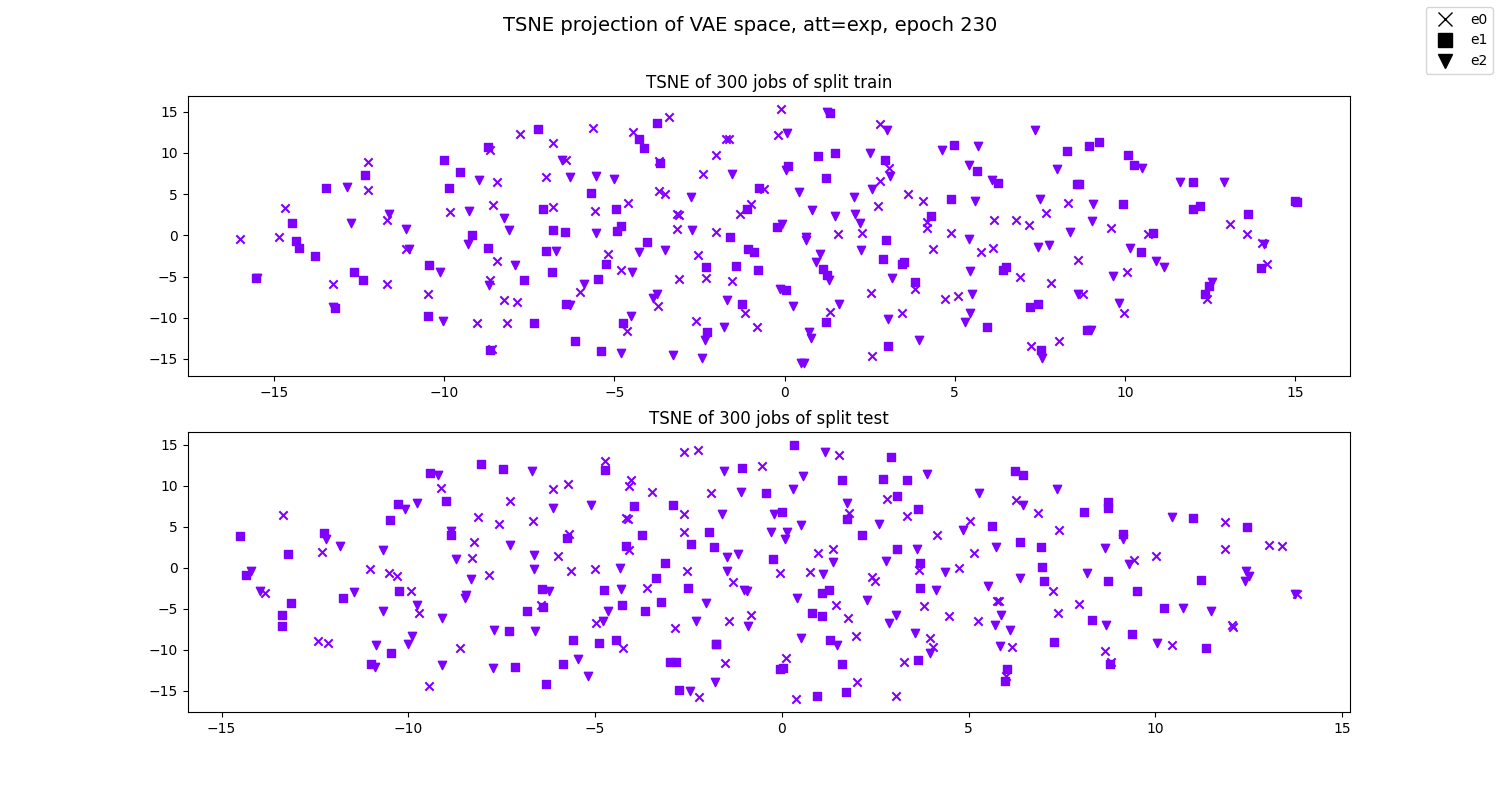 TSNE projection of VAE space, att=exp, epoch 230
e0
e1
e2
TSNE of 300 jobs of split train
15
10
5
0
−5
−10
−15
−15 −10 −5 0 5 10 15
TSNE of 300 jobs of split test
15
10
5
0
−5
−10
−15
−15 −10 −5 0 5 10 15